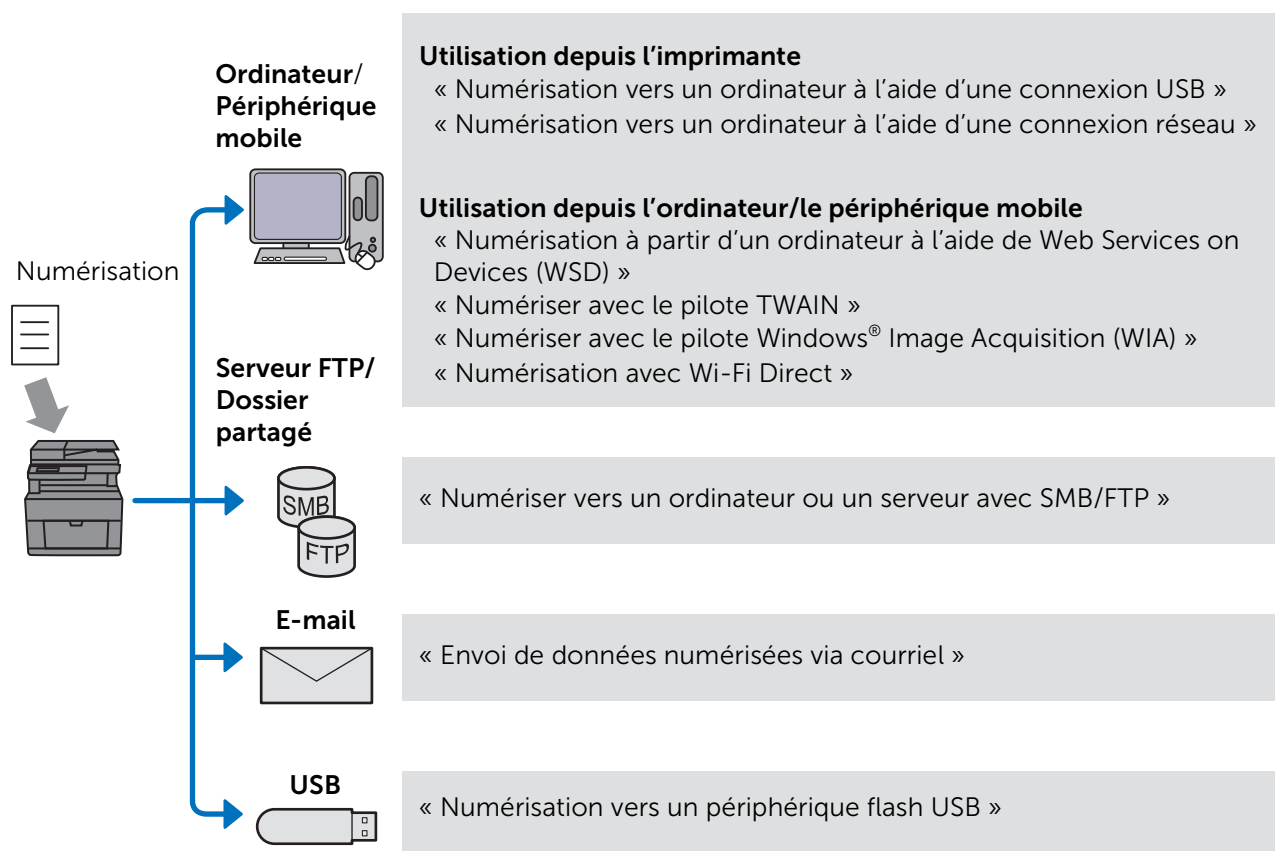 Numérisation
Ordinateur/
Périphérique
mobile
Utilisation depuis l’imprimante
« Numérisation vers un ordinateur à l’aide d’une connexion USB »
« Numérisation vers un ordinateur à l’aide d’une connexion réseau »
Utilisation depuis l’ordinateur/le périphérique mobile
« Numérisation à partir d’un ordinateur à l’aide de Web Services on
Devices (WSD) »
« Numériser avec le pilote TWAIN »
« Numériser avec le pilote Windows® Image Acquisition (WIA) »
« Numérisation avec Wi-Fi Direct »
Serveur FTP/
Dossier
partagé
SMB
FTP
« Numériser vers un ordinateur ou un serveur avec SMB/FTP »
E-mail
« Envoi de données numérisées via courriel »
USB
« Numérisation vers un périphérique flash USB »